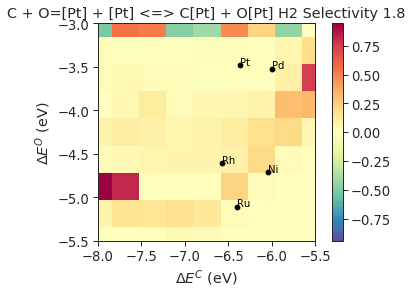 C + O=[Pt] + [Pt] <=> C[Pt] + O[Pt] H2 Selectivity 1.8
−3.0
−3.5
−4.0
−4.5
−5.0
−5.5
ΔE^O (eV)
Pt
Pd
Rh
Ni
Ru
−8.0 −7.5 −7.0 −6.5 −6.0 −5.5
ΔE^C (eV)
0.75
0.50
0.25
0.00
−0.25
−0.50
−0.75